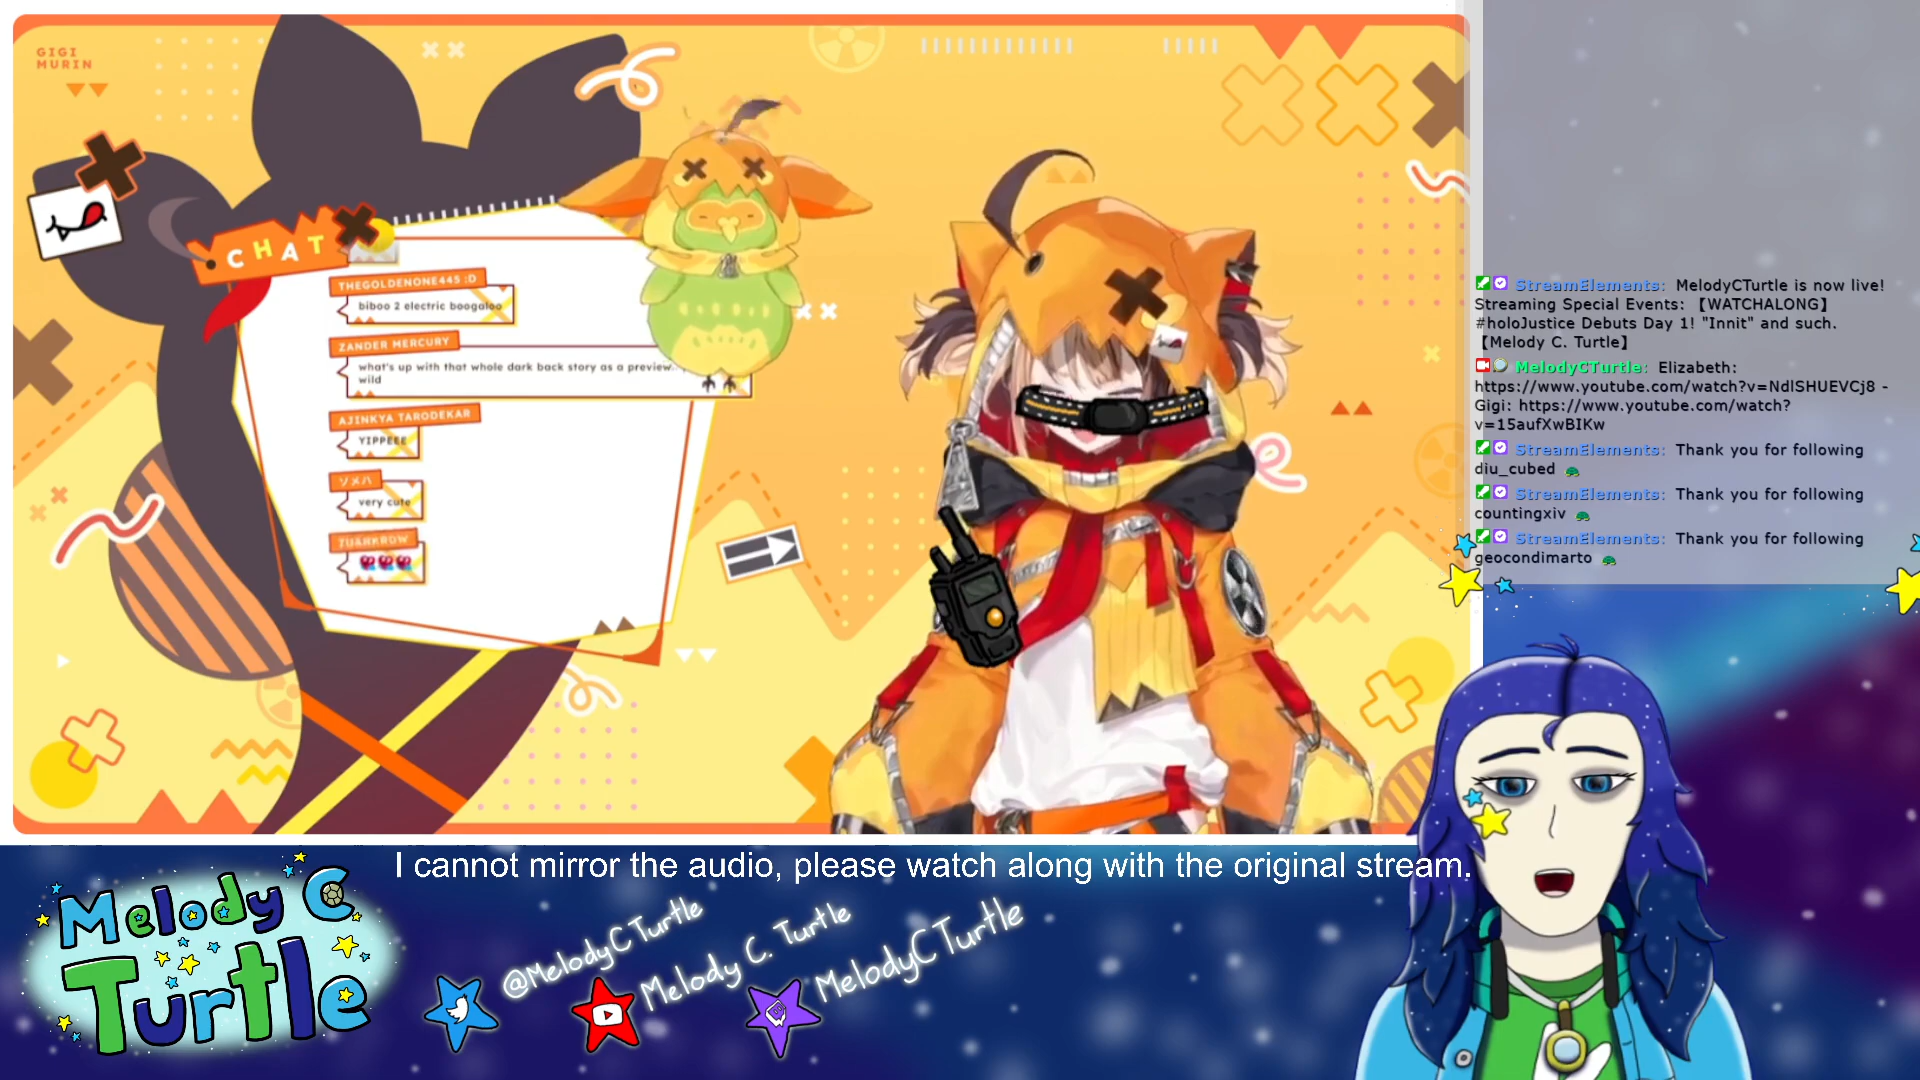 GIGI
MURIN
CHAT
THEGOLDENONE445 :D
biboo 2 electric boogaloo
ZANDER MERCURY
what's up with that whole dark back story as a preview..
wild
AJINKYA TARODEKAR
YIPPEEE
ソメハ
very cute
StreamElements: MelodyCTurtle is now live!
Streaming Special Events: 【WATCHALONG】
#holoJustice Debuts Day 1! "Innit" and such.
【Melody C. Turtle】
MelodyCTurtle: Elizabeth:
https://www.youtube.com/watch?v=NdlSHUEVCj8 -
Gigi: https://www.youtube.com/watch?
v=15aufXwBIKw
StreamElements: Thank you for following
diu_cubed
StreamElements: Thank you for following
countingxiv
StreamElements: Thank you for following
geocondimarto
I cannot mirror the audio, please watch along with the original stream.
Melody C
Turtle
@MelodyCTurtle
Melody C. Turtle
MelodyCTurtle